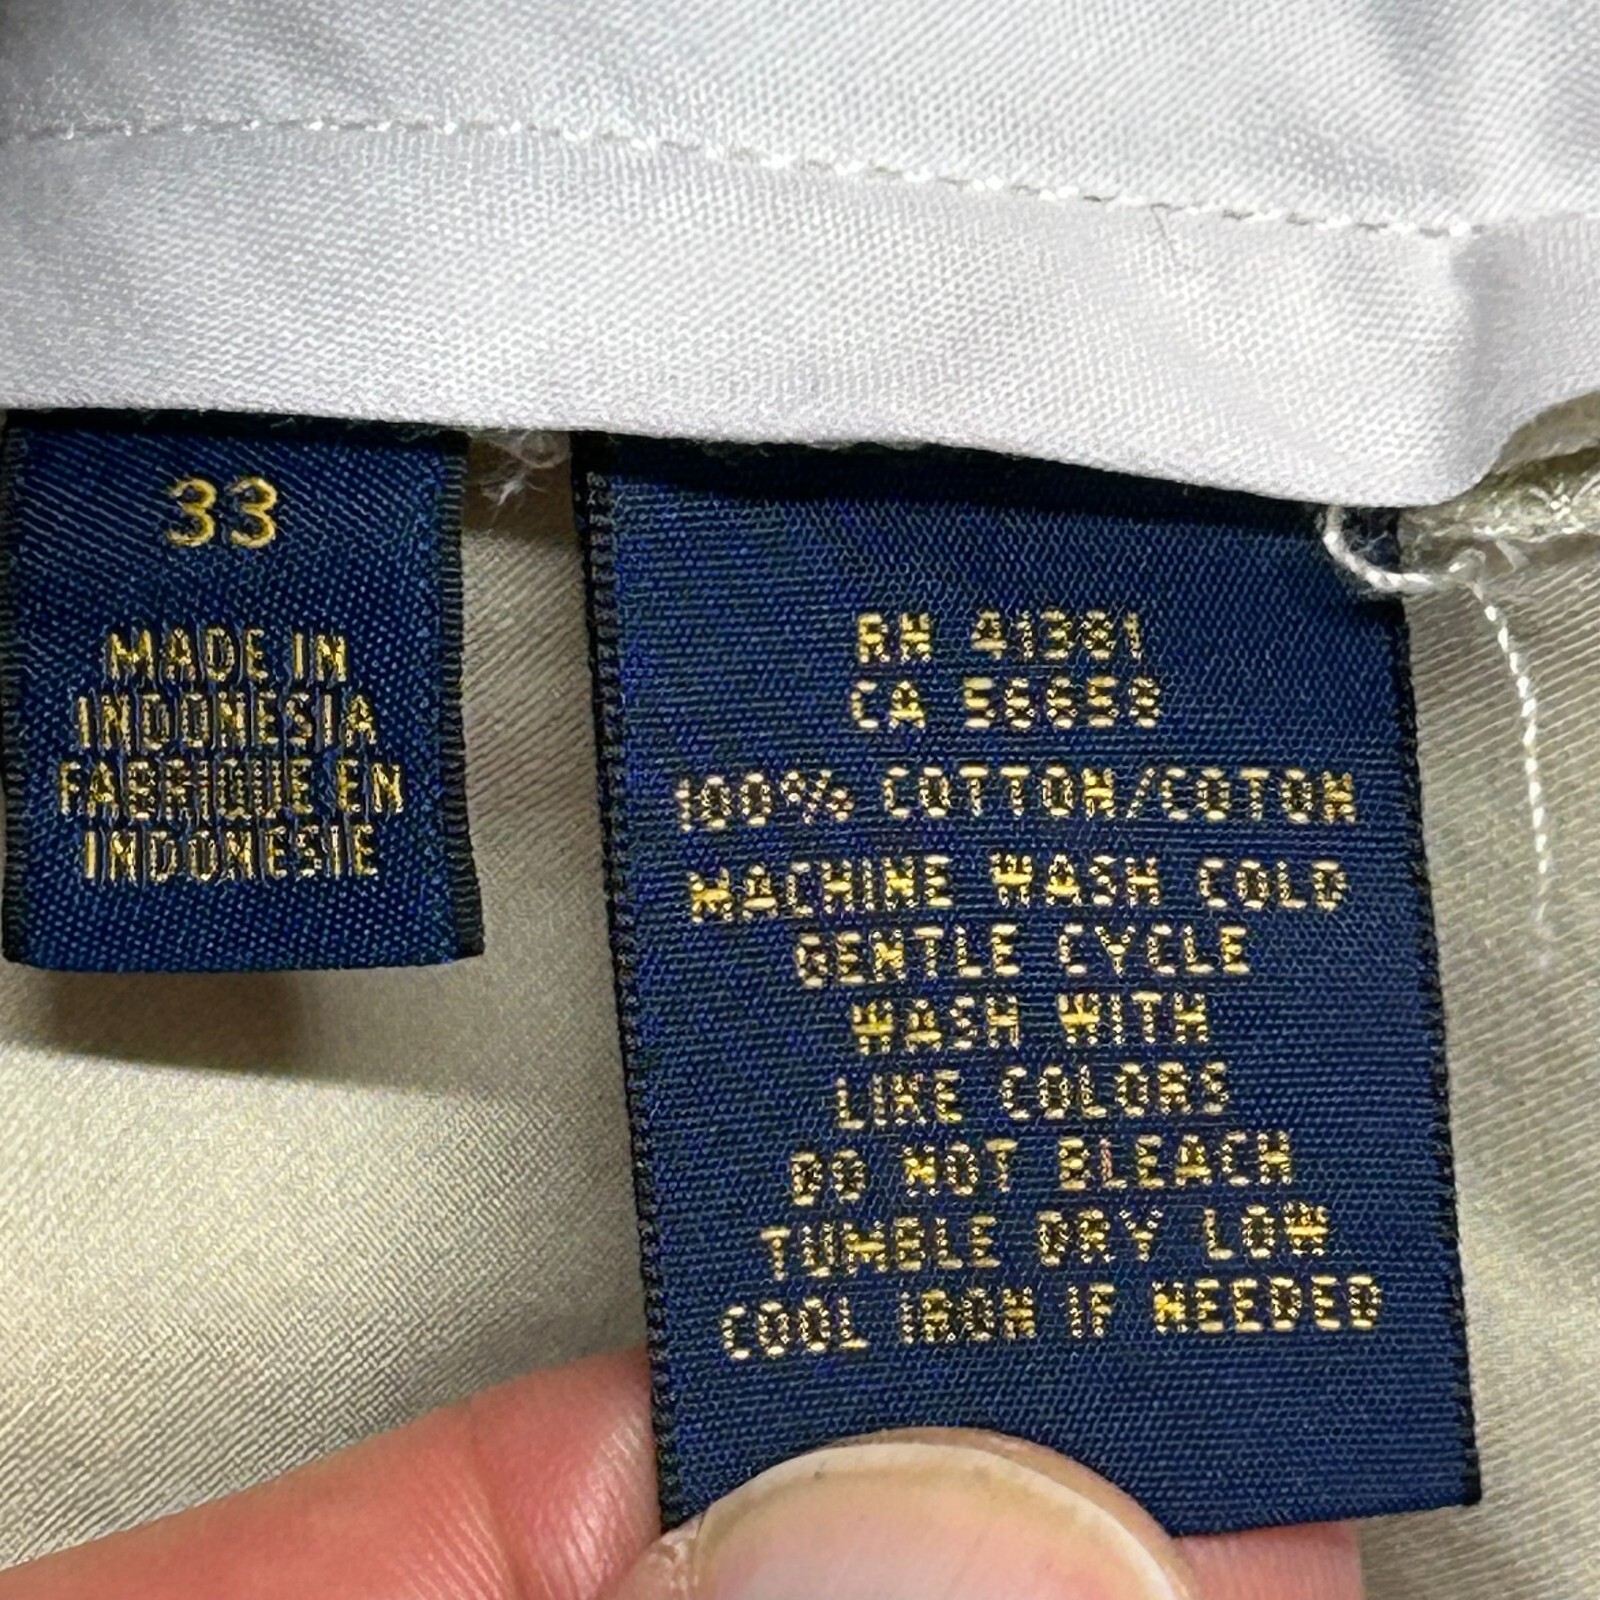 33
MADE IN
INDONESIA
FABRIQUE EN
INDONESIE
RN 41381
CA 56658
100% COTTON/COTON
MACHINE WASH COLD
GENTLE CYCLE
WASH WITH
LIKE COLORS
DO NOT BLEACH
TUMBLE DRY LOW
COOL IRON IF NEEDED